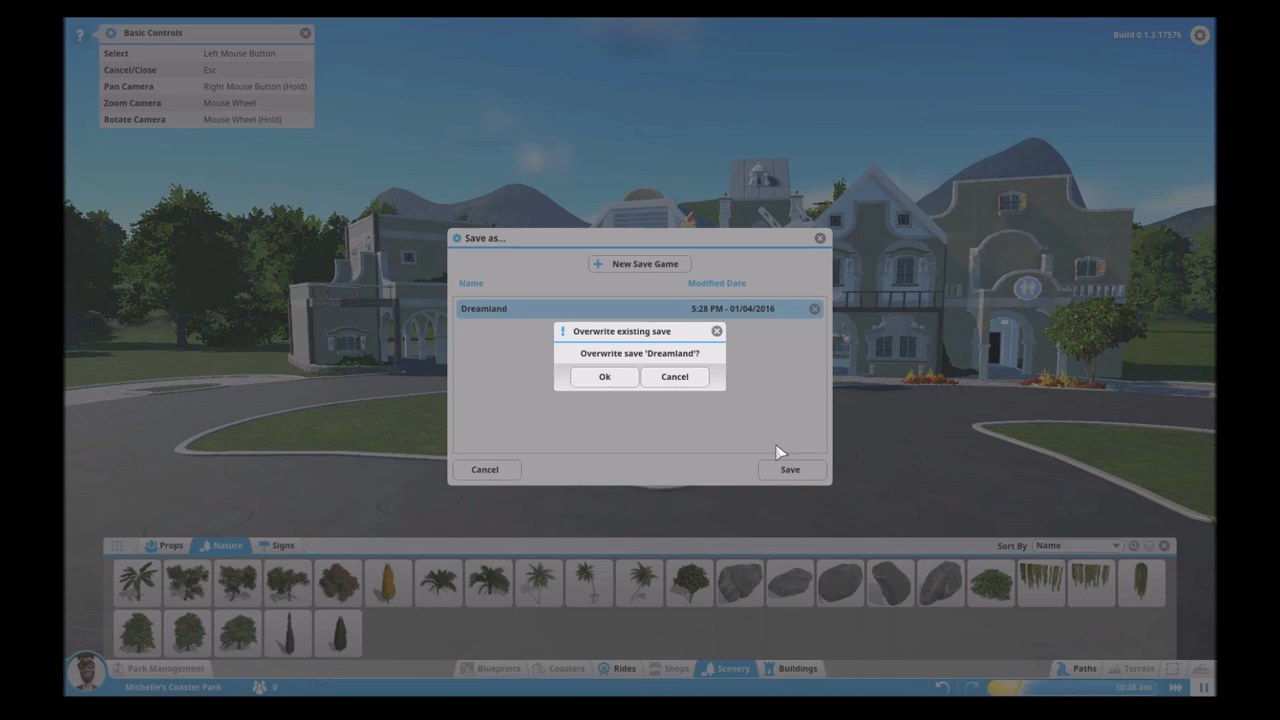 ?
Basic Controls
Select Left Mouse Button
Cancel/Close Esc
Pan Camera Right Mouse Button (Hold)
Zoom Camera Mouse Wheel
Rotate Camera Mouse Wheel (Hold)
Build 0.1.3.17576
Save as...
New Save Game
Name Modified Date
Dreamland 5:28 PM - 01/04/2016
Overwrite existing save
Overwrite save 'Dreamland'?
Ok Cancel
Cancel Save
Props Nature Signs Sort By Name
Park Management Blueprints Coasters Rides Shops Scenery Buildings Paths Terrain
Michelle's Coaster Park 0 10:38 am